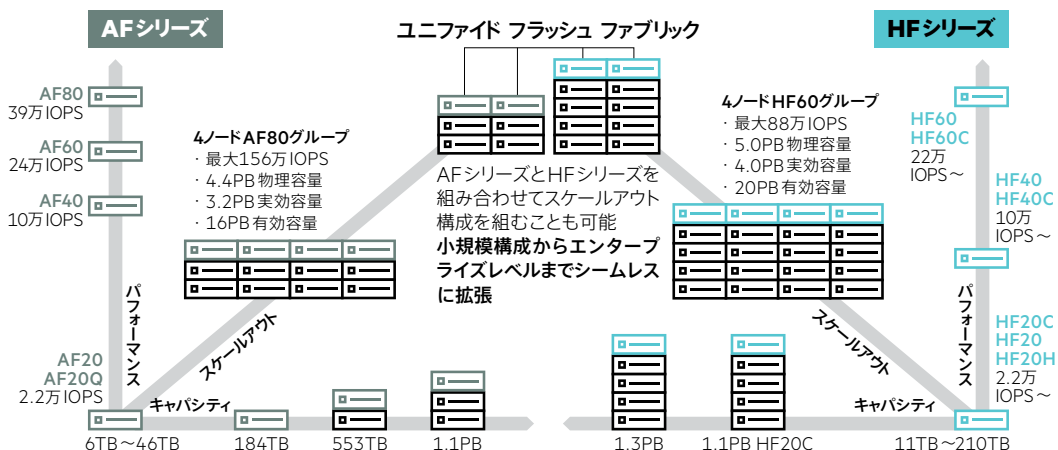 AFシリーズ
ユニファイド フラッシュ ファブリック
HFシリーズ
AF80
39万IOPS
AF60
24万IOPS
AF40
10万IOPS
4ノードAF80グループ
・最大156万IOPS
・4.4PB物理容量
・3.2PB実効容量
・16PB有効容量
AFシリーズとHFシリーズを
組み合わせてスケールアウト
構成を組むことも可能
小規模構成からエンタープ
ライズレベルまでシームレス
に拡張
4ノードHF60グループ
・最大88万IOPS
・5.0PB物理容量
・4.0PB実効容量
・20PB有効容量
HF60
HF60C
22万
IOPS～
HF40
HF40C
10万
IOPS～
パフォーマンス
スケールアウト
スケールアウト
パフォーマンス
AF20
AF20Q
2.2万IOPS
HF20C
HF20
HF20H
2.2万
IOPS～
キャパシティ
キャパシティ
6TB～46TB
184TB
553TB
1.1PB
1.3PB
1.1PB HF20C
11TB～210TB